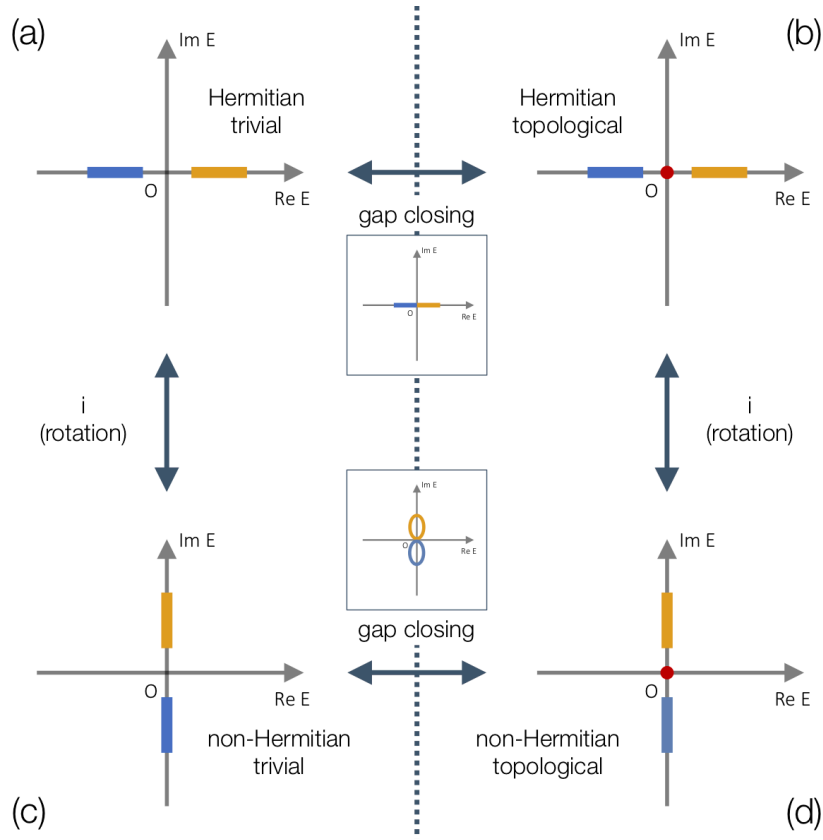 (a)
Im E
Hermitian
trivial
O
Re E
(b)
Im E
Hermitian
topological
O
Re E
gap closing
Im E
O
Re E
i
(rotation)
i
(rotation)
Im E
O
Re E
gap closing
Im E
O
Re E
non-Hermitian
trivial
(c)
Im E
O
Re E
non-Hermitian
topological
(d)